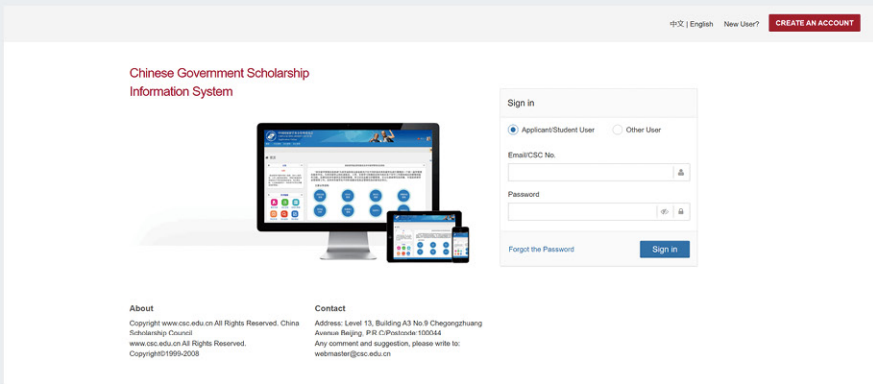 中文 | English New User? CREATE AN ACCOUNT
Chinese Government Scholarship
Information System
Sign in
Applicant/Student User Other User
Email/CSC No.
Password
Forgot the Password Sign in
About
Copyright www.csc.edu.cn All Rights Reserved. China
Scholarship Council
www.csc.edu.cn All Rights Reserved.
Copyright©1999-2008
Contact
Address: Level 13, Building A3 No.9 Chegongzhuang
Avenue Beijing, P.R.C/Postcode:100044
Any comment and suggestion, please write to:
webmaster@csc.edu.cn